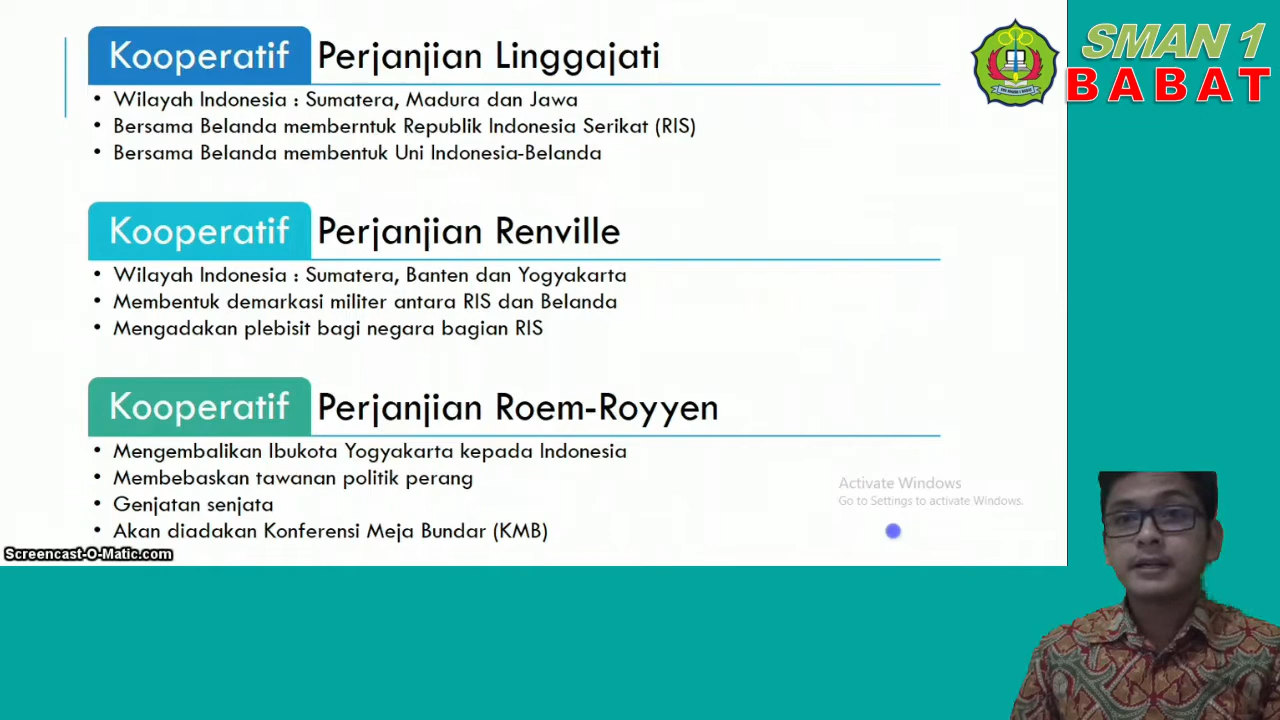 Kooperatif Perjanjian Linggajati
• Wilayah Indonesia : Sumatera, Madura dan Jawa
• Bersama Belanda memberntuk Republik Indonesia Serikat (RIS)
• Bersama Belanda membentuk Uni Indonesia-Belanda
Kooperatif Perjanjian Renville
• Wilayah Indonesia : Sumatera, Banten dan Yogyakarta
• Membentuk demarkasi militer antara RIS dan Belanda
• Mengadakan plebisit bagi negara bagian RIS
Kooperatif Perjanjian Roem-Royyen
• Mengembalikan Ibukota Yogyakarta kepada Indonesia
• Membebaskan tawanan politik perang
• Genjatan senjata
• Akan diadakan Konferensi Meja Bundar (KMB)
Activate Windows
Go to Settings to activate Windows.
Screencast-O-Matic.com
SMAN 1
BABAT